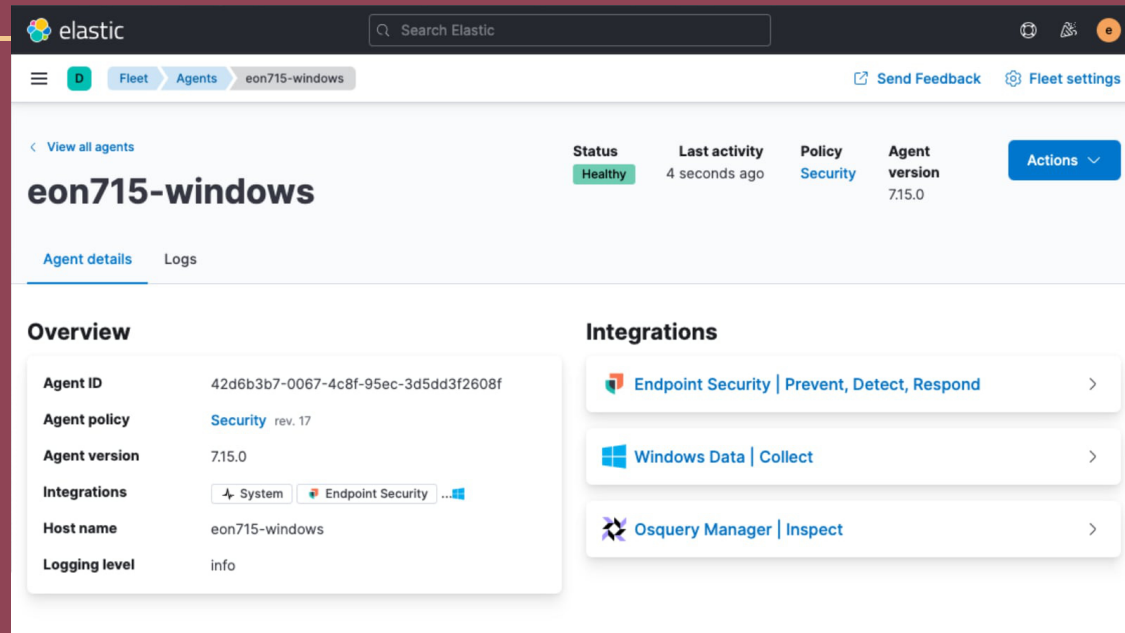 elastic
Search Elastic
e
D
Fleet
Agents
eon715-windows
Send Feedback
Fleet settings
View all agents
eon715-windows
Status
Healthy
Last activity
4 seconds ago
Policy
Security
Agent
version
7.15.0
Actions
Agent details
Logs
Overview
Agent ID 42d6b3b7-0067-4c8f-95ec-3d5dd3f2608f
Agent policy Security rev. 17
Agent version 7.15.0
Integrations System Endpoint Security ...
Host name eon715-windows
Logging level info
Integrations
Endpoint Security | Prevent, Detect, Respond
Windows Data | Collect
Osquery Manager | Inspect